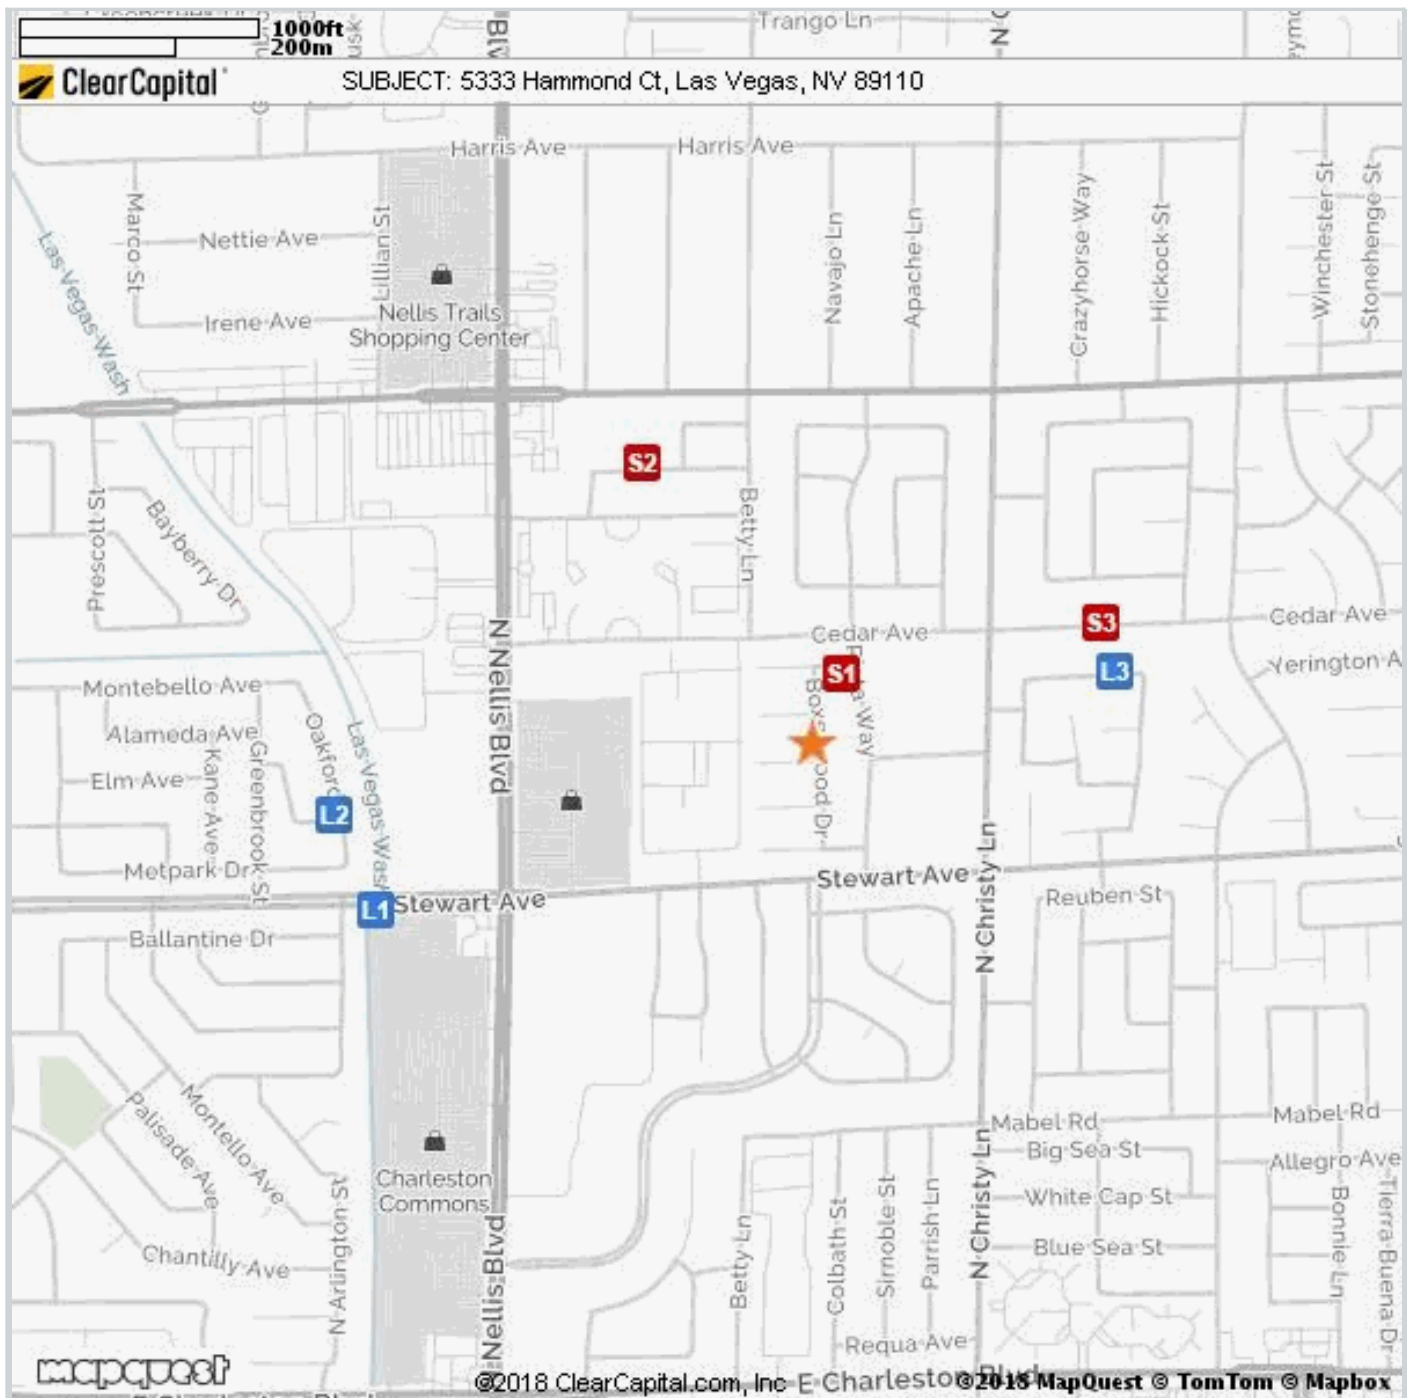 1000ft
200m
Trango Ln
ClearCapital
SUBJECT: 5333 Hammond Ct, Las Vegas, NV 89110
Harris Ave
Harris Ave
Marco St
Nettie Ave
Lillian St
Navajo Ln
Apache Ln
Crazyhorse Way
Hickock St
Winchester St
Stonehenge St
Las Vegas Wash
Irene Ave
Nellis Trails
Shopping Center
S2
Prescott St
Bayberry Dr
Betty Ln
Cedar Ave
S3
Cedar Ave
N Nellis Blvd
S1
L3
Yerington A
Montebello Ave
Oakford
Las Vegas Wash
Way
Alameda Ave
Kane Ave
Greenbrook St
Elm Ave
L2
Metpark Dr
Stewart Ave
N Christy Ln
L1
Stewart Ave
Reuben St
Ballantine Dr
Palisade Ave
Montello Ave
Mabel Rd
Mabel Rd
Big Sea St
Allegro Ave
Charleston
Commons
N Arlington St
N Christy Ln
White Cap St
Bonnie Ln
Tierra Buena Dr
Chantilly Ave
Nellis Blvd
Betty Ln
Colbath St
Sirnoble St
Parrish Ln
Blue Sea St
Requa Ave
mapquest
©2018 ClearCapital.com, Inc
E Charleston Blvd
©2018 MapQuest © TomTom © Mapbox